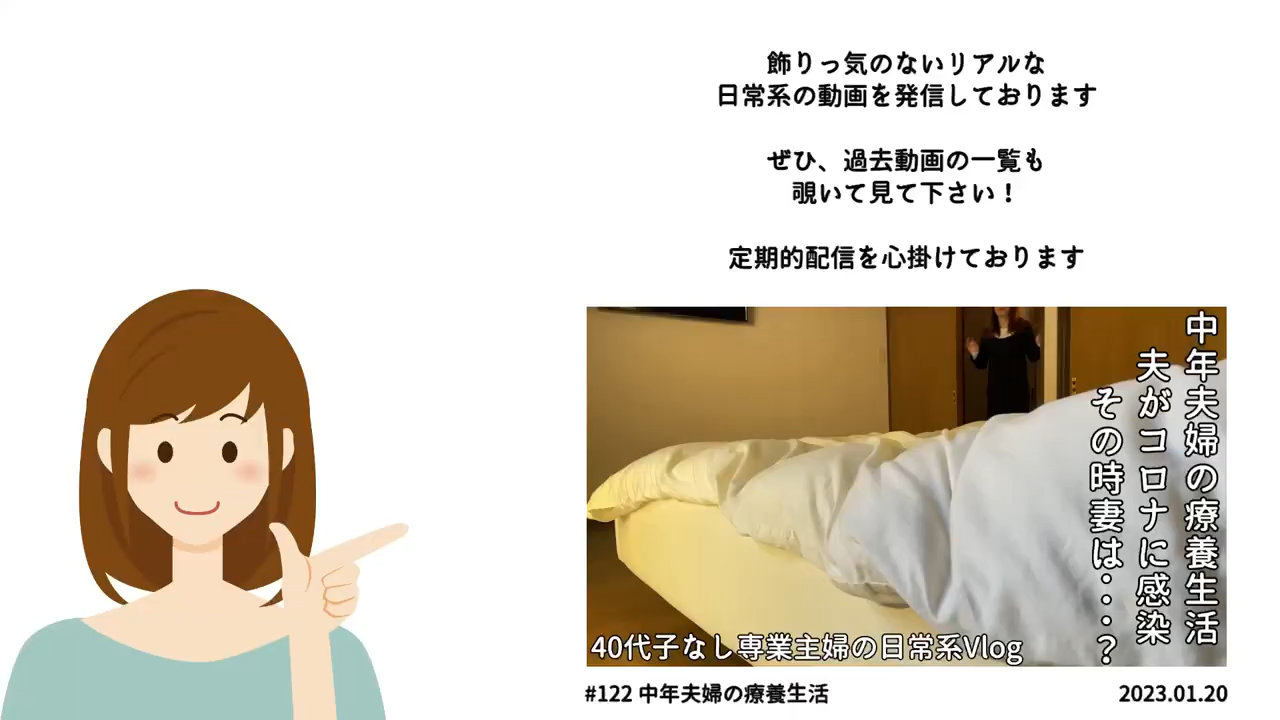 飾りっ気のないリアルな
日常系の動画を発信しております
ぜひ、過去動画の一覧も
覗いて見て下さい！
定期的配信を心掛けております
中年夫婦の療養生活
夫がコロナに感染
その時妻は・・・？
40代子なし専業主婦の日常系Vlog
#122 中年夫婦の療養生活
2023.01.20